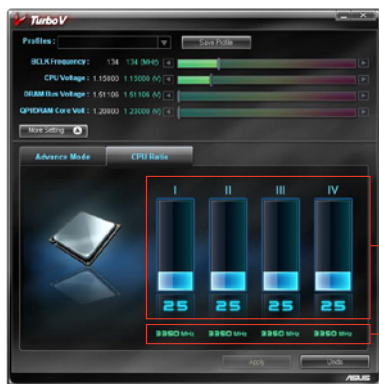 TurboV
Profiles: Save Profile
BCLK Frequency: 134 134 (MHz)
CPU Voltage: 1.15000 1.15000 (V)
DRAM Bus Voltage: 1.51106 1.51106 (V)
QPI/DRAM Core Volt: 1.20000 1.20000 (V)
More Setting
Advance Mode CPU Ratio
I II III IV
25 25 25 25
3350 MHz 3350 MHz 3350 MHz 3350 MHz
Apply Undo
ASUS